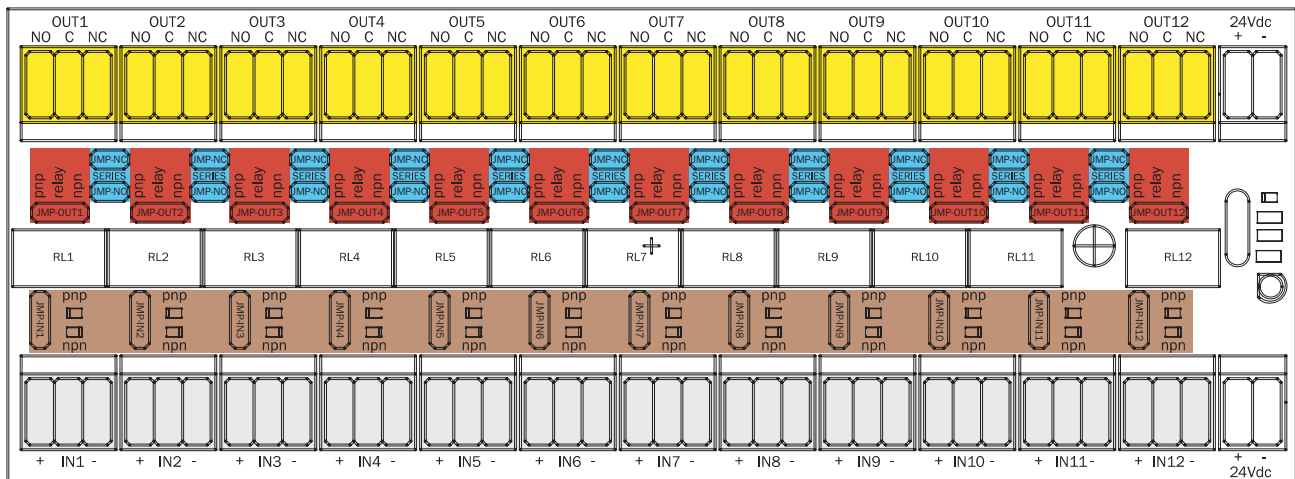 OUT1 OUT2 OUT3 OUT4 OUT5 OUT6 OUT7 OUT8 OUT9 OUT10 OUT11 OUT12 24Vdc
NO C NC NO C NC NO C NC NO C NC NO C NC NO C NC NO C NC NO C NC NO C NC NO C NC NO C NC NO C NC + -
JMP-NC JMP-NC JMP-NC JMP-NC JMP-NC JMP-NC JMP-NC JMP-NC JMP-NC JMP-NC JMP-NC
pnp relay npn SERIES pnp relay npn SERIES pnp relay npn SERIES pnp relay npn SERIES pnp relay npn SERIES pnp relay npn SERIES pnp relay npn SERIES pnp relay npn SERIES pnp relay npn SERIES pnp relay npn SERIES pnp relay npn SERIES pnp relay npn
JMP-NO JMP-NO JMP-NO JMP-NO JMP-NO JMP-NO JMP-NO JMP-NO JMP-NO JMP-NO JMP-NO
JMP-OUT1 JMP-OUT2 JMP-OUT3 JMP-OUT4 JMP-OUT5 JMP-OUT6 JMP-OUT7 JMP-OUT8 JMP-OUT9 JMP-OUT10 JMP-OUT11 JMP-OUT12
RL1 RL2 RL3 RL4 RL5 RL6 RL7 RL8 RL9 RL10 RL11 RL12
pnp pnp pnp pnp pnp pnp pnp pnp pnp pnp pnp pnp
JMP-IN1 JMP-IN2 JMP-IN3 JMP-IN4 JMP-IN5 JMP-IN6 JMP-IN7 JMP-IN8 JMP-IN9 JMP-IN10 JMP-IN11 JMP-IN12
npn npn npn npn npn npn npn npn npn npn npn npn
+ IN1 - + IN2 - + IN3 - + IN4 - + IN5 - + IN6 - + IN7 - + IN8 - + IN9 - + IN10 - + IN11 - + IN12 - + -
24Vdc